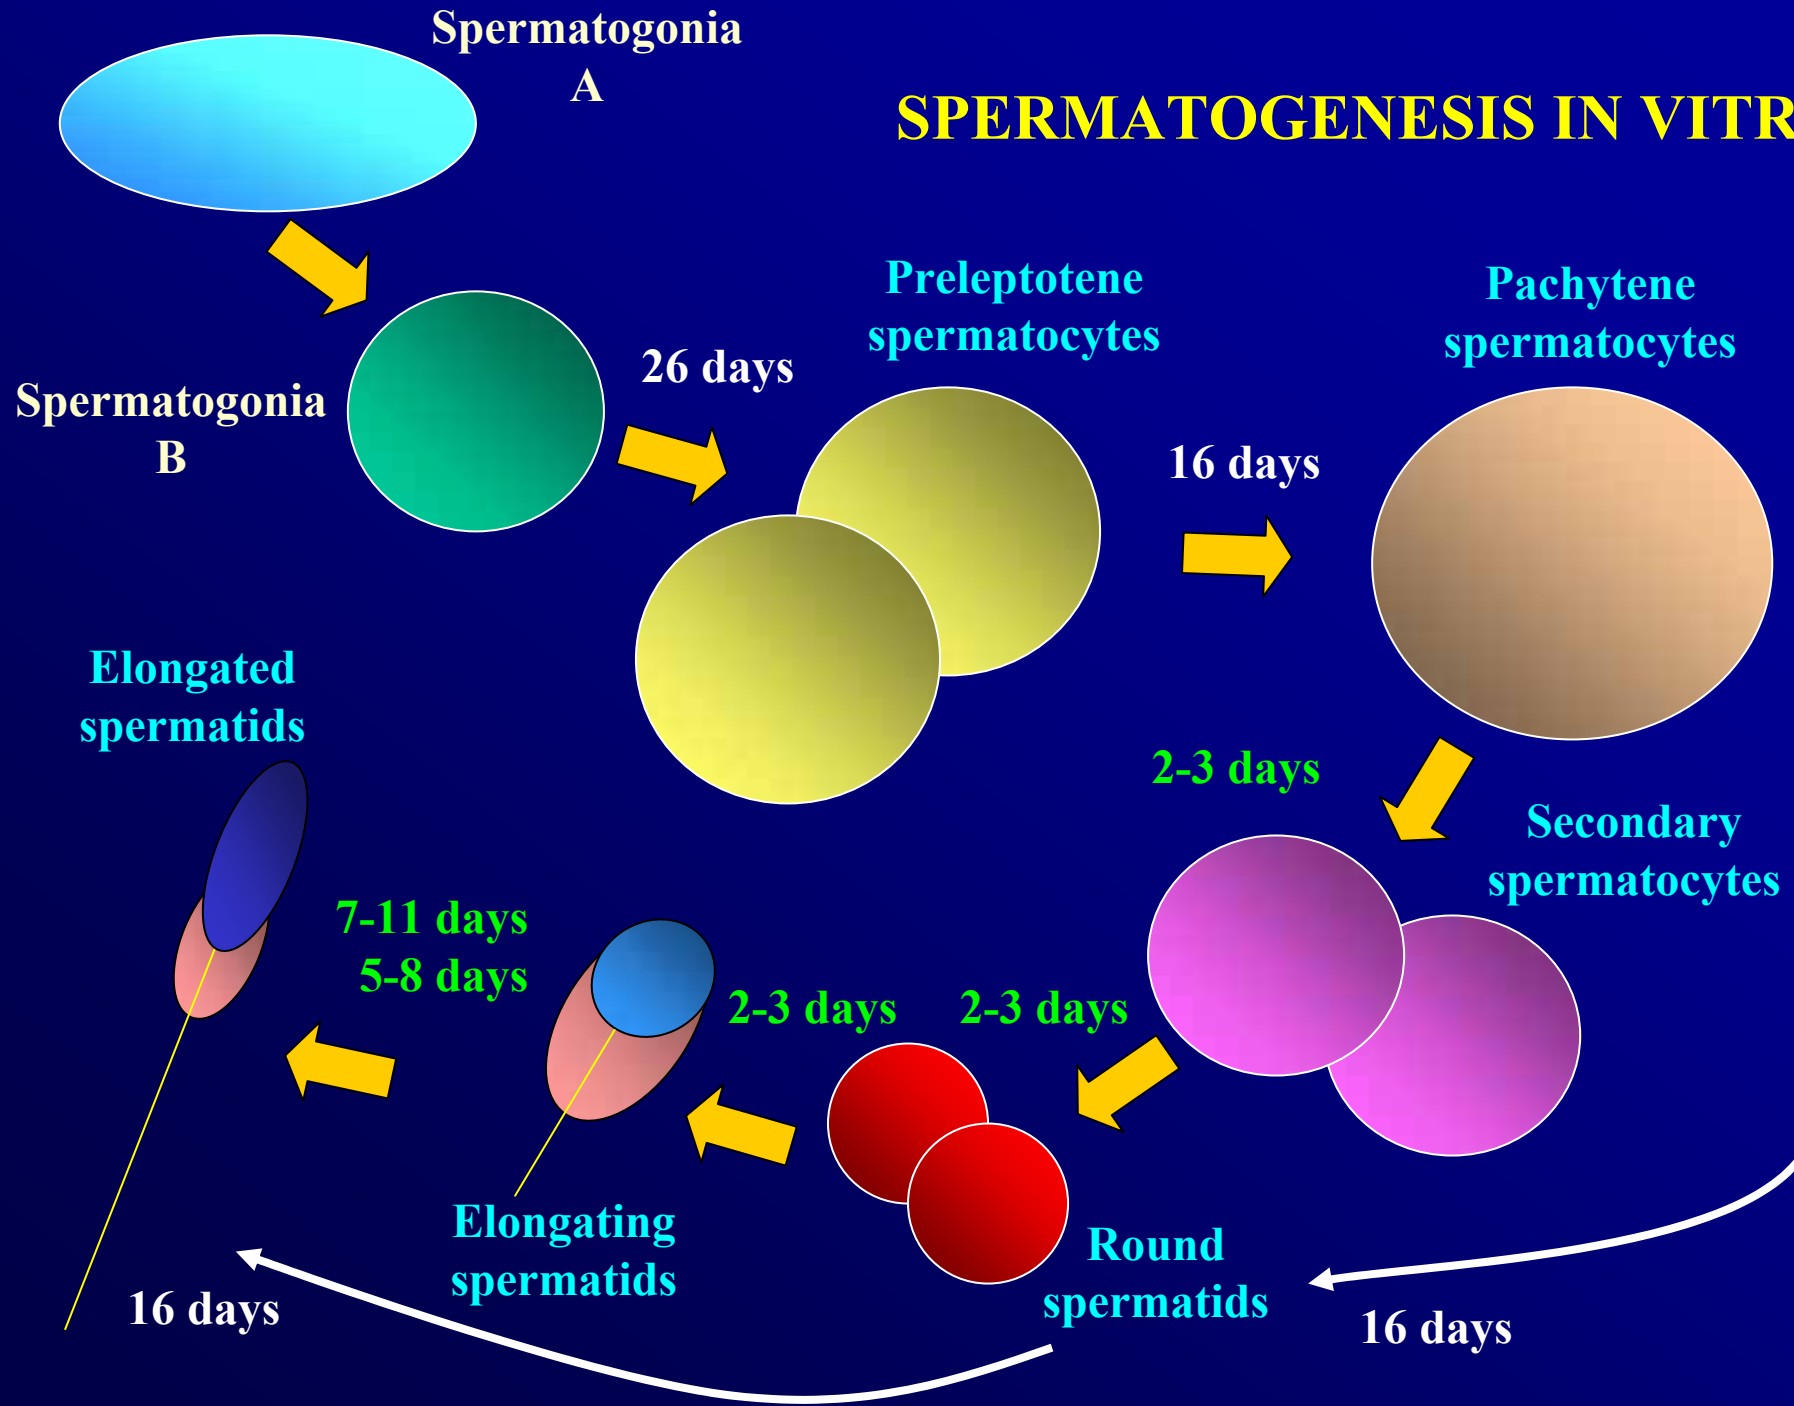 Spermatogonia
A
SPERMATOGENESIS IN VITR
Preleptotene
spermatocytes
Pachytene
spermatocytes
26 days
Spermatogonia
B
16 days
Elongated
spermatids
2-3 days
Secondary
spermatocytes
7-11 days
5-8 days
2-3 days
2-3 days
Elongating
spermatids
Round
spermatids
16 days
16 days